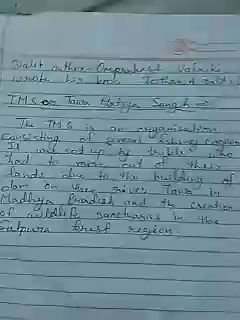 Dalit author- Omprakash Valmiki
wrote his book Joothan A Dalit's
TMS or Tawa Matsya Sangh :-
The TMS is an organisation
consisting of several fishing cooper
It was set up by tribals who
had to move out of their
lands due to the building of
dam on the river Tawa in
Madhya Pradesh and the creation
of wildlife sanctuaries in the
Satpura forest region.